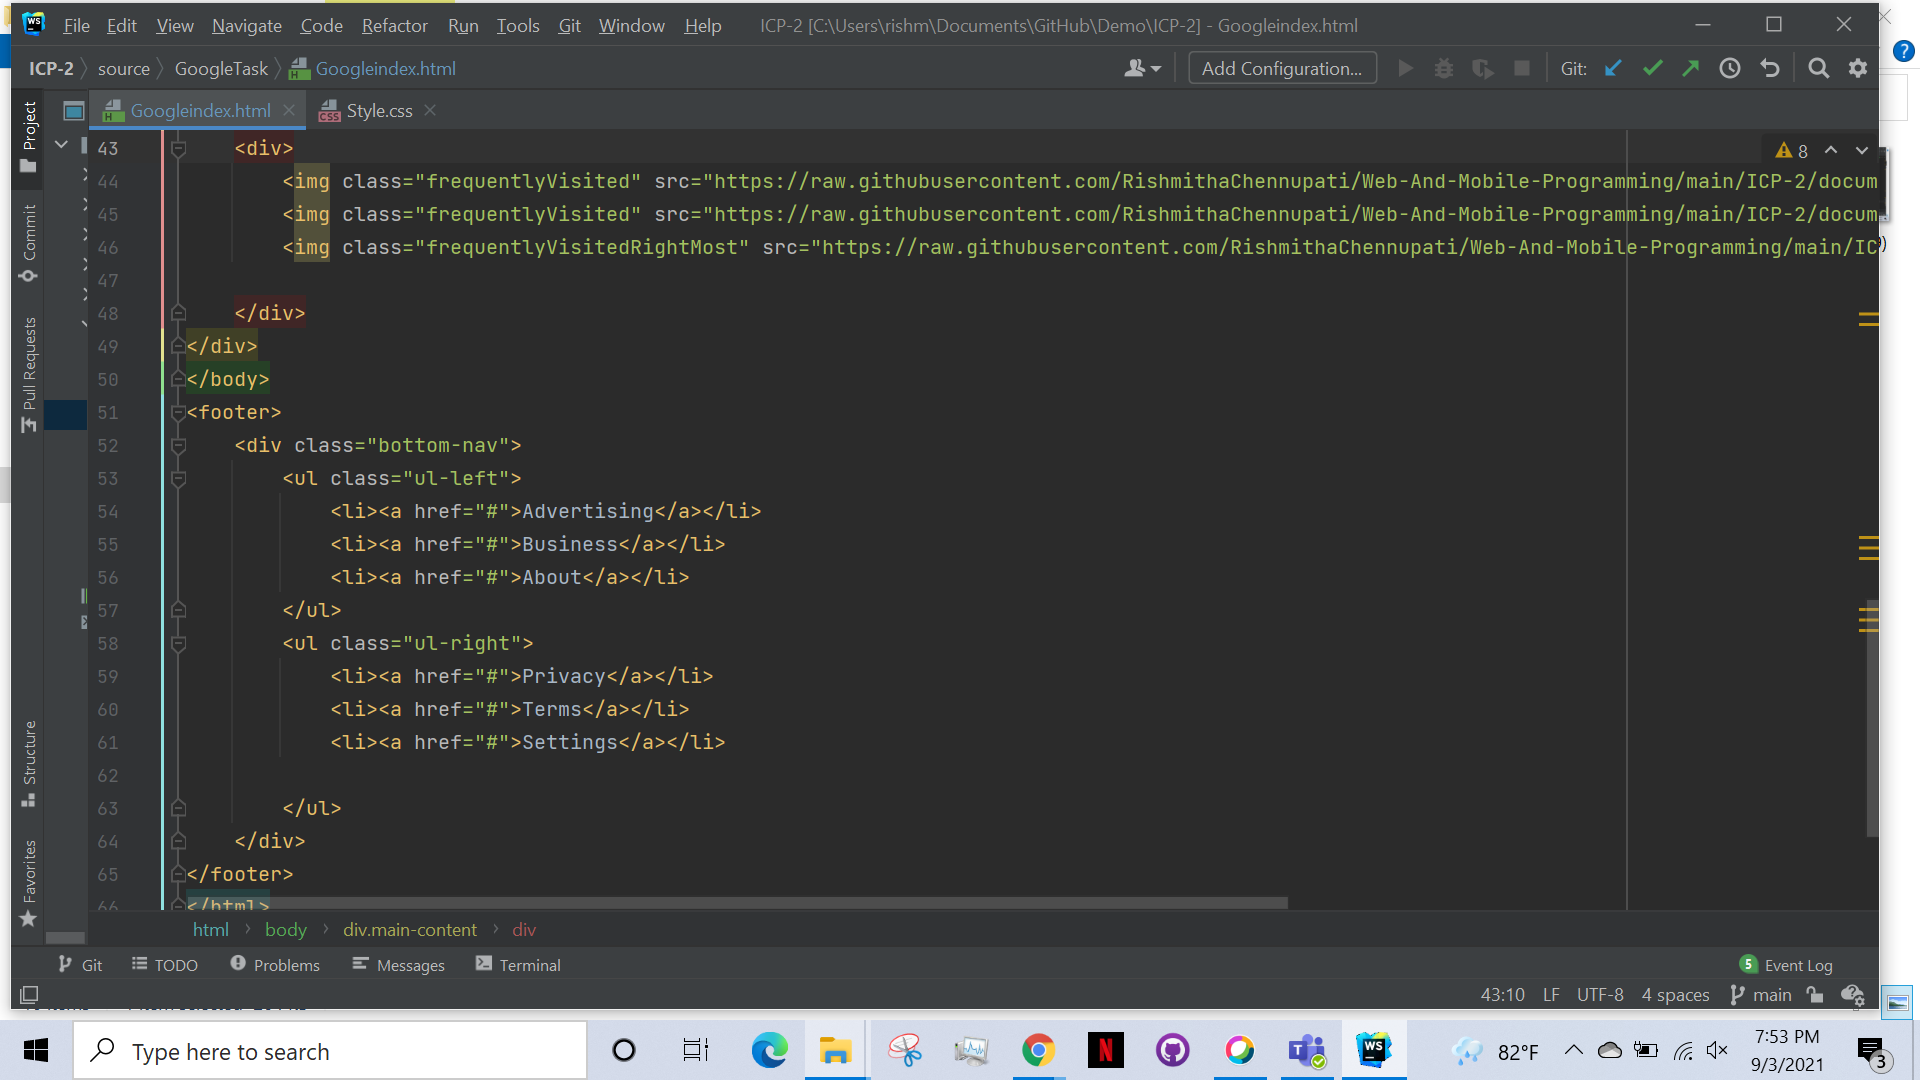 File Edit View Navigate Code Refactor Run Tools Git Window Help ICP-2 [C:\Users\rishm\Documents\GitHub\Demo\ICP-2] - Googleindex.html
ICP-2 source GoogleTask Googleindex.html Add Configuration... Git:
Googleindex.html Style.css
Project
Commit
Pull Requests
Structure
Favorites
8
43 <div>
44 <img class="frequentlyVisited" src="https://raw.githubusercontent.com/RishmithaChennupati/Web-And-Mobile-Programming/main/ICP-2/docum
45 <img class="frequentlyVisited" src="https://raw.githubusercontent.com/RishmithaChennupati/Web-And-Mobile-Programming/main/ICP-2/docum
46 <img class="frequentlyVisitedRightMost" src="https://raw.githubusercontent.com/RishmithaChennupati/Web-And-Mobile-Programming/main/IC
47
48 </div>
49 </div>
50 </body>
51 <footer>
52 <div class="bottom-nav">
53 <ul class="ul-left">
54 <li><a href="#">Advertising</a></li>
55 <li><a href="#">Business</a></li>
56 <li><a href="#">About</a></li>
57 </ul>
58 <ul class="ul-right">
59 <li><a href="#">Privacy</a></li>
60 <li><a href="#">Terms</a></li>
61 <li><a href="#">Settings</a></li>
62
63 </ul>
64 </div>
65 </footer>
66 </html>
html body div.main-content div
Git TODO Problems Messages Terminal 5 Event Log
43:10 LF UTF-8 4 spaces main
Type here to search
82°F
7:53 PM
9/3/2021
3